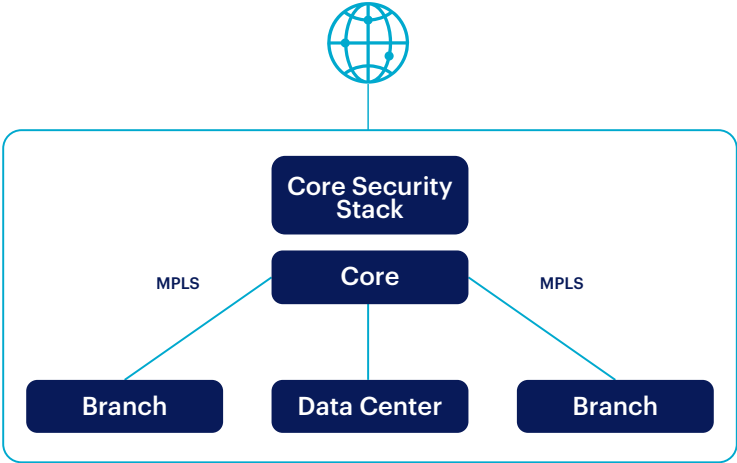 Core Security
Stack
Core
MPLS
MPLS
Branch
Data Center
Branch